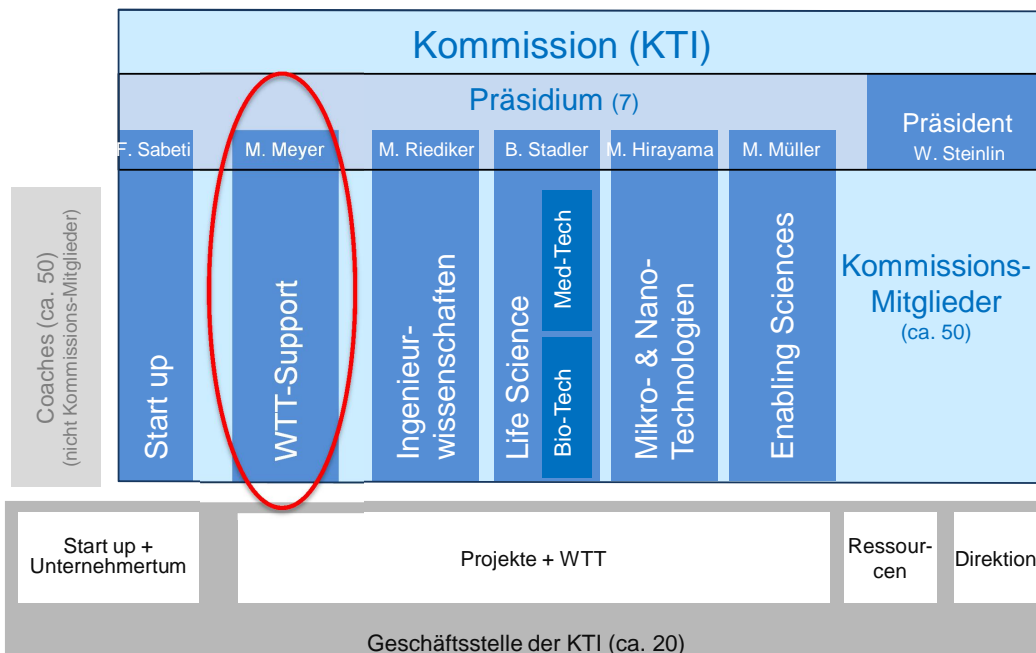 Kommission (KTI)
Präsidium (7)
Präsident
W. Steinlin
F. Sabeti
M. Meyer
M. Riediker
B. Stadler
M. Hirayama
M. Müller
Coaches (ca. 50)
(nicht Kommissions-Mitglieder)
Start up
WTT-Support
Ingenieur-
wissenschaften
Life Science
Med-Tech
Bio-Tech
Mikro- & Nano-
Technologien
Enabling Sciences
Kommissions-
Mitglieder
(ca. 50)
Start up +
Unternehmertum
Projekte + WTT
Ressour-
cen
Direktion
Geschäftsstelle der KTI (ca. 20)